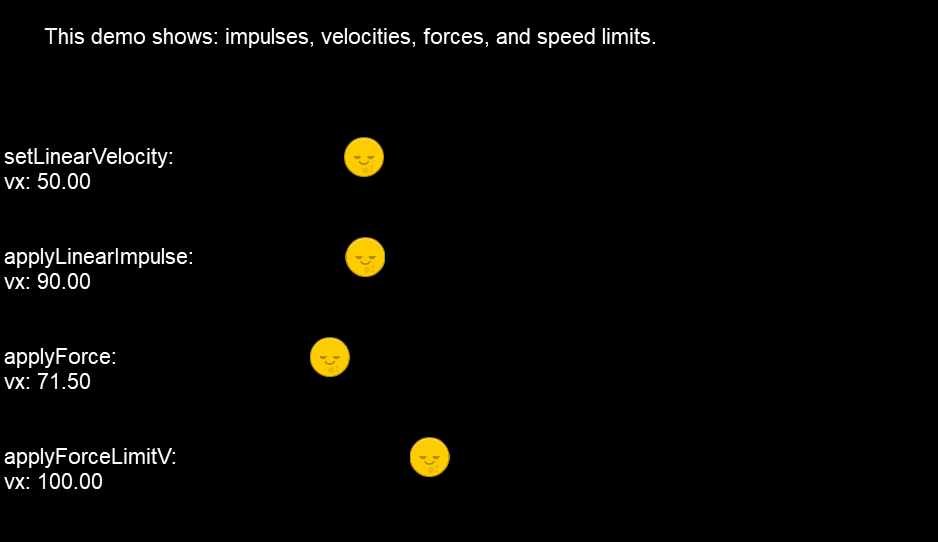 This demo shows: impulses, velocities, forces, and speed limits.
setLinearVelocity:
vx: 50.00
applyLinearImpulse:
vx: 90.00
applyForce:
vx: 71.50
applyForceLimitV:
vx: 100.00